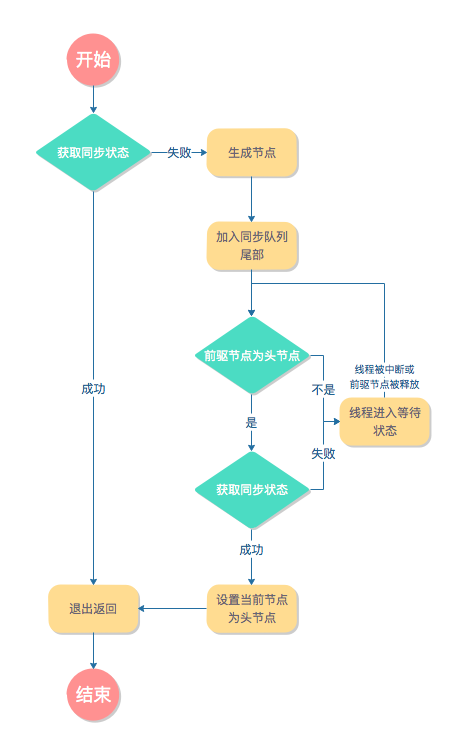 开始
获取同步状态
失败
生成节点
加入同步队列
尾部
前驱节点为头节点
线程被中断或
前驱节点被释放
不是
成功
线程进入等待
状态
是
失败
获取同步状态
成功
退出返回
设置当前节点
为头节点
结束